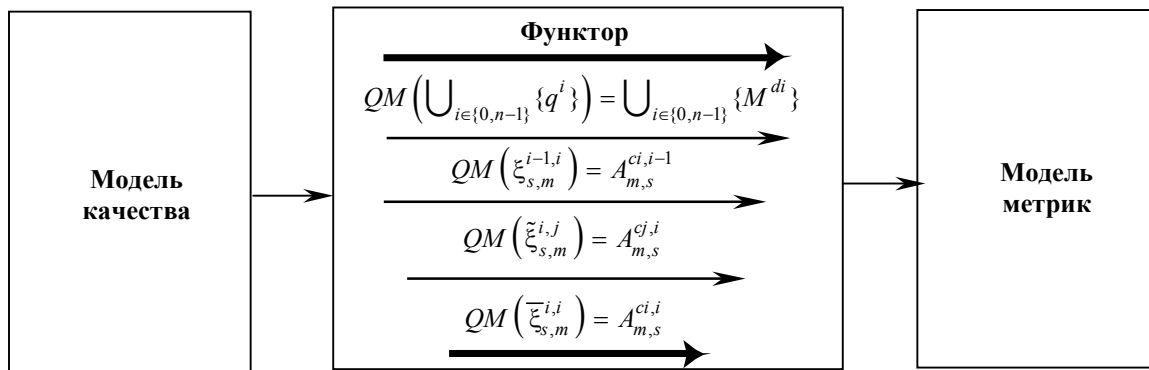 Модель
качества
Функтор
QM(⋃_{i∈{0,n−1}} {q^i}) = ⋃_{i∈{0,n−1}} {M^{di}}
QM(ξ^{i−1,i}_{s,m}) = A^{ci,i−1}_{m,s}
QM(ξ̃^{i,j}_{s,m}) = A^{cj,i}_{m,s}
QM(ξ̅^{i,i}_{s,m}) = A^{ci,i}_{m,s}
Модель
метрик